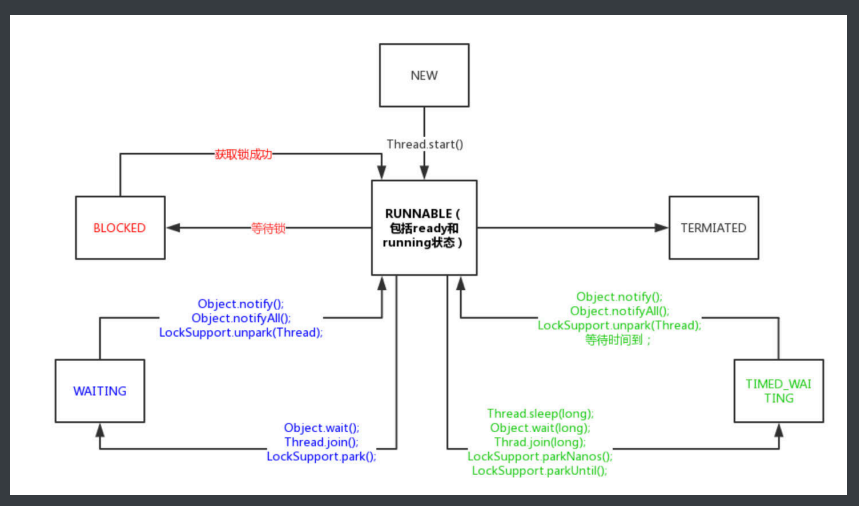 NEW
Thread.start()
获取锁成功
BLOCKED
等待锁
RUNNABLE (
包括ready和
running状态 )
TERMIATED
Object.notify();
Object.notifyAll();
LockSupport.unpark(Thread);
Object.notify();
Object.notifyAll();
LockSupport.unpark(Thread);
等待时间到；
WAITING
TIMED_WAI
TING
Object.wait();
Thread.join();
LockSupport.park();
Thread.sleep(long);
Object.wait(long);
Thrad.join(long);
LockSupport.parkNanos();
LockSupport.parkUntil();